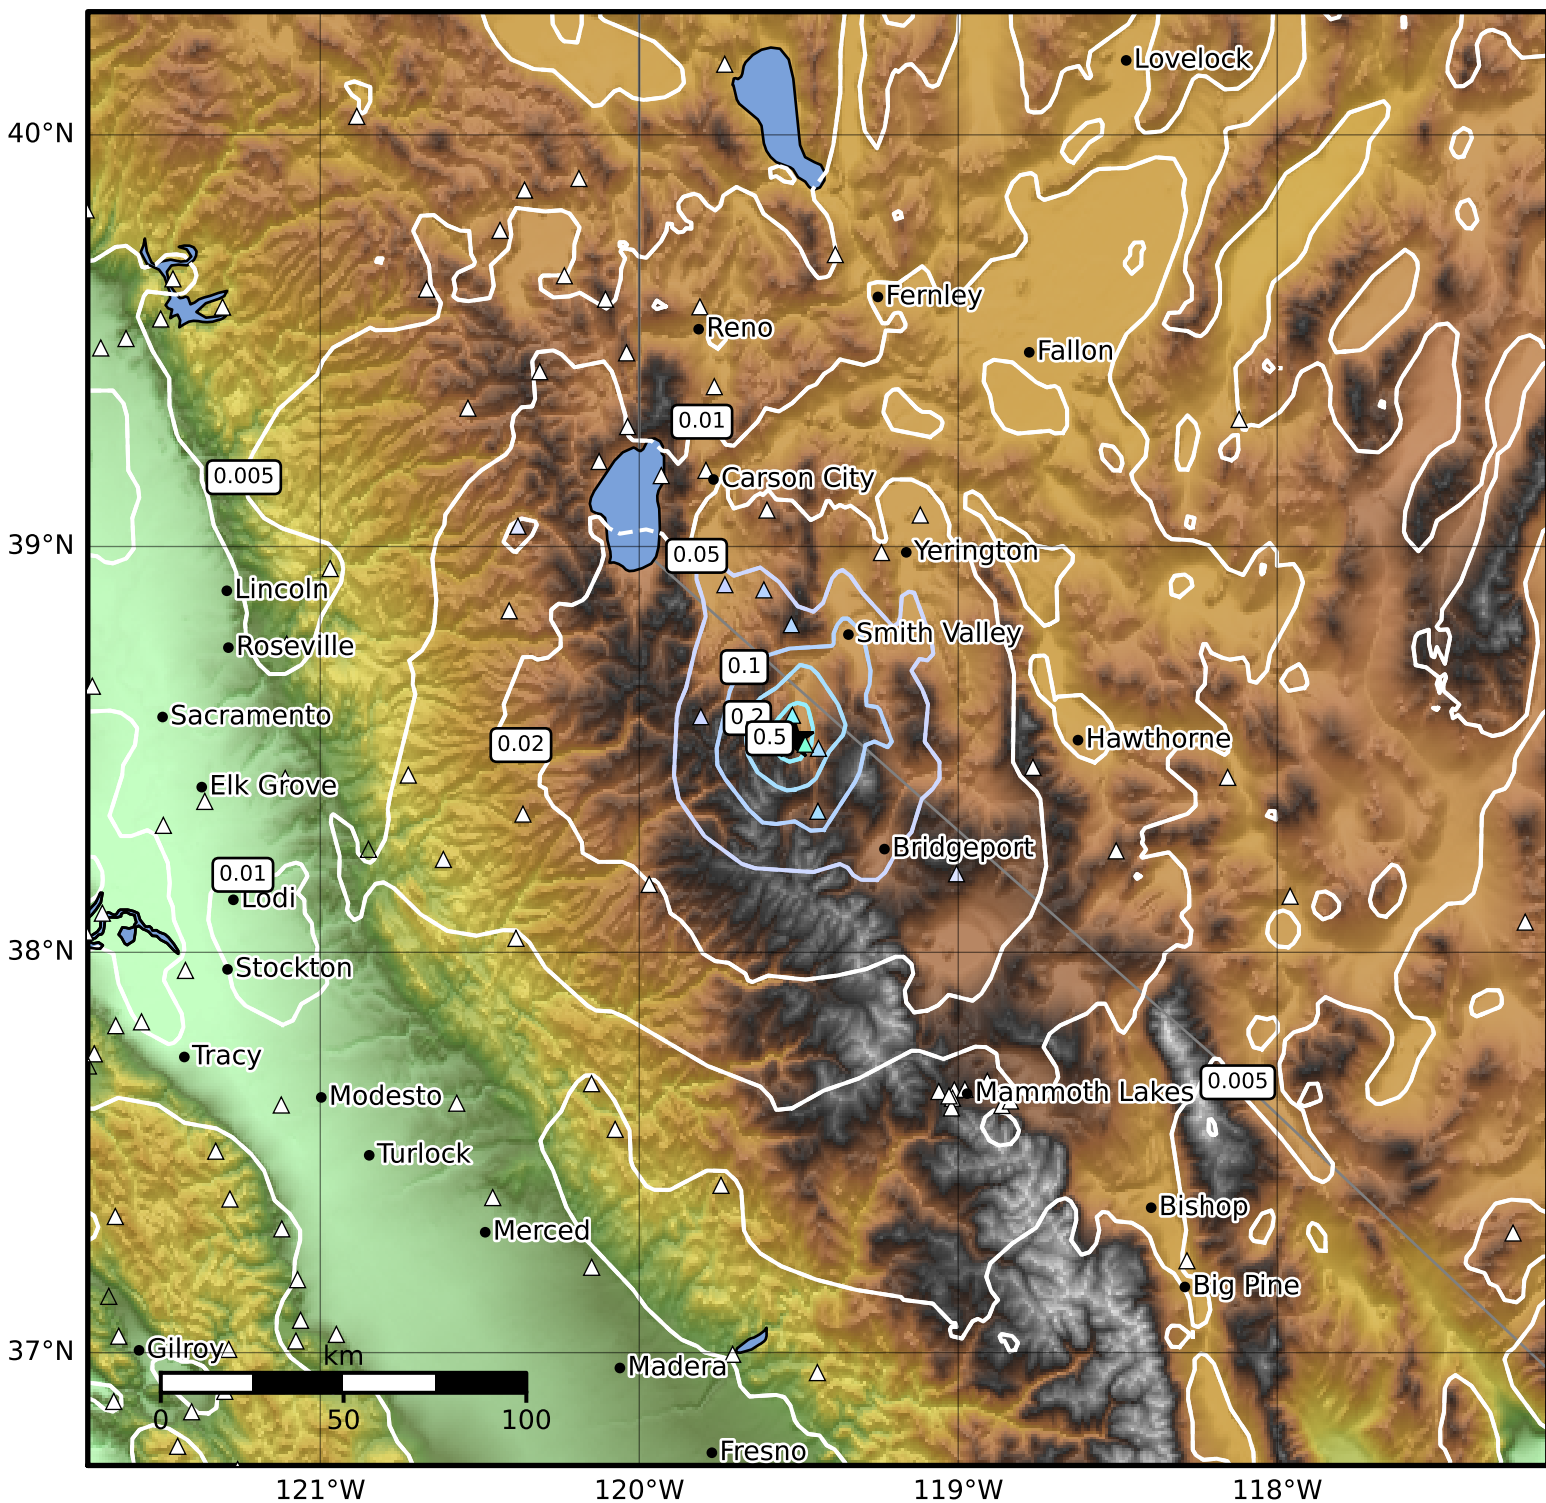 Lovelock
40°N
Fernley
Reno
Fallon
0.01
0.005
Carson City
39°N
0.05
Yerington
Lincoln
Smith Valley
Roseville
0.1
Sacramento
0.2
0.5
0.02
Hawthorne
Elk Grove
Bridgeport
0.01
Lodi
38°N
Stockton
Tracy
0.005
Modesto
Mammoth Lakes
Turlock
Bishop
Merced
Big Pine
37°N
Gilroy
km
Madera
0 50 100
Fresno
121°W 120°W 119°W 118°W